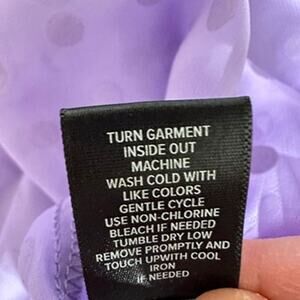 TURN GARMENT
INSIDE OUT
MACHINE
WASH COLD WITH
LIKE COLORS
GENTLE CYCLE
USE NON-CHLORINE
BLEACH IF NEEDED
TUMBLE DRY LOW
REMOVE PROMPTLY AND
TOUCH UPWITH COOL
IRON
IF NEEDED